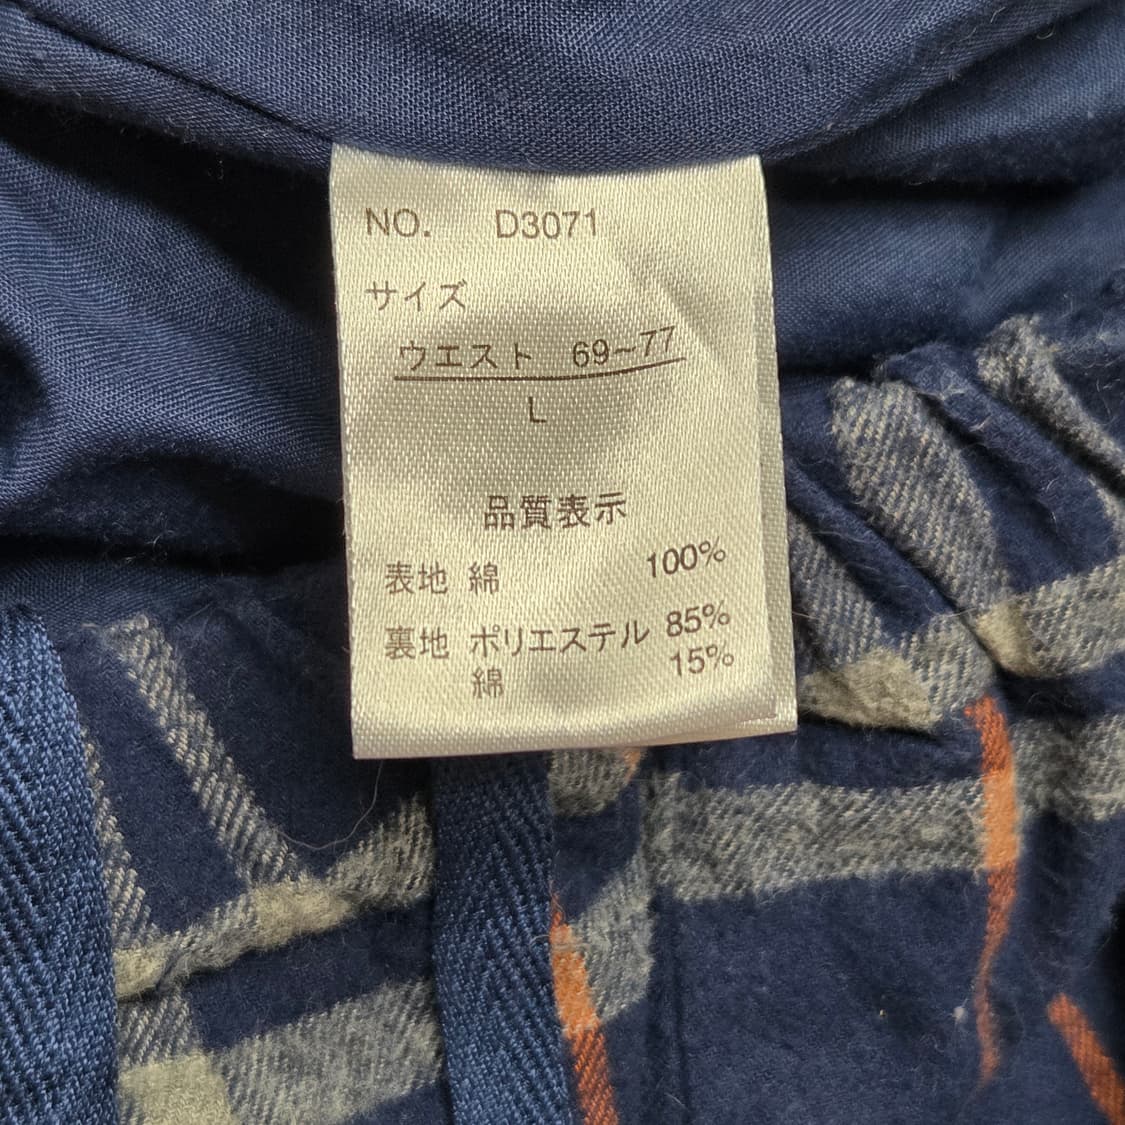 NO. D3071
サイズ
ウエスト 69~77
L
品質表示
表地 綿 100%
裏地 ポリエステル 85%
綿 15%